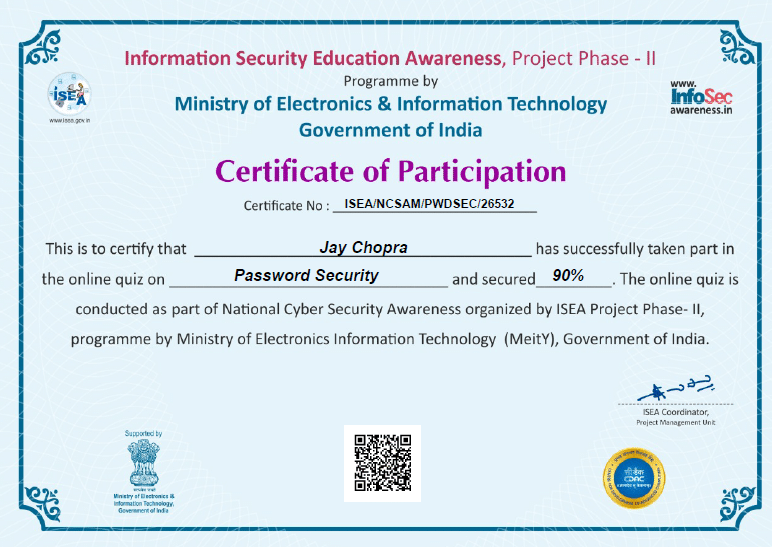 Information Security Education Awareness, Project Phase - II
Programme by
Ministry of Electronics & Information Technology
Government of India
ISEA
www.isea.gov.in
www.
InfoSec
awareness.in
Certificate of Participation
Certificate No : ISEA/NCSAM/PWDSEC/26532
This is to certify that Jay Chopra has successfully taken part in
the online quiz on Password Security and secured 90% . The online quiz is
conducted as part of National Cyber Security Awareness organized by ISEA Project Phase- II,
programme by Ministry of Electronics Information Technology (MeitY), Government of India.
ISEA Coordinator,
Project Management Unit
Supported by
Ministry of Electronics &
Information Technology,
Government of India
सी डैक
CDAC